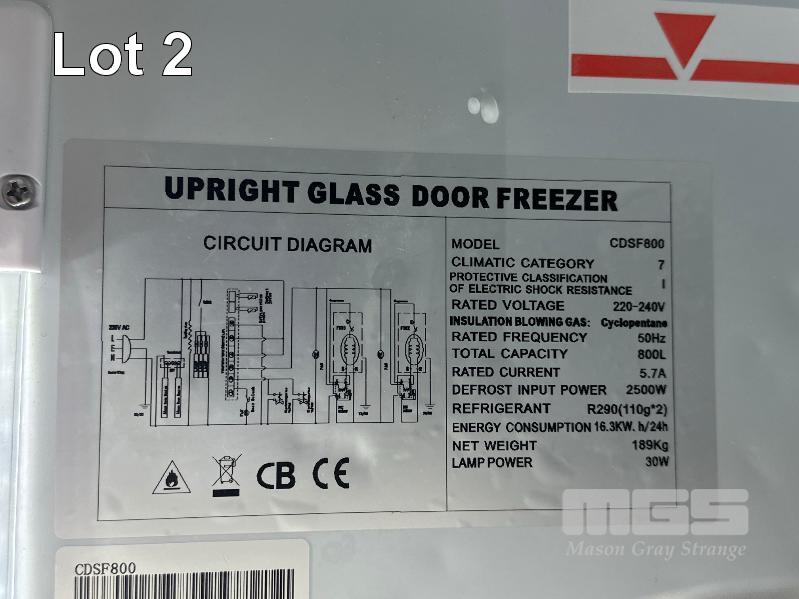 Lot 2
UPRIGHT GLASS DOOR FREEZER
CIRCUIT DIAGRAM
220V AC
MODEL CDSF800
CLIMATIC CATEGORY 7
PROTECTIVE CLASSIFICATION
OF ELECTRIC SHOCK RESISTANCE I
RATED VOLTAGE 220-240V
INSULATION BLOWING GAS: Cyclopentane
RATED FREQUENCY 50Hz
TOTAL CAPACITY 800L
RATED CURRENT 5.7A
DEFROST INPUT POWER 2500W
REFRIGERANT R290(110g*2)
ENERGY CONSUMPTION 16.3KW. h/24h
NET WEIGHT 189Kg
LAMP POWER 30W
CB CE
MGS
Mason Gray Strange
CDSF800